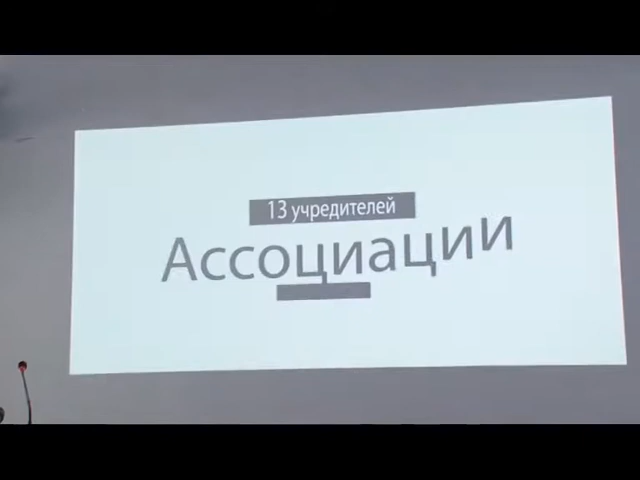 13 учредителей
Ассоциации